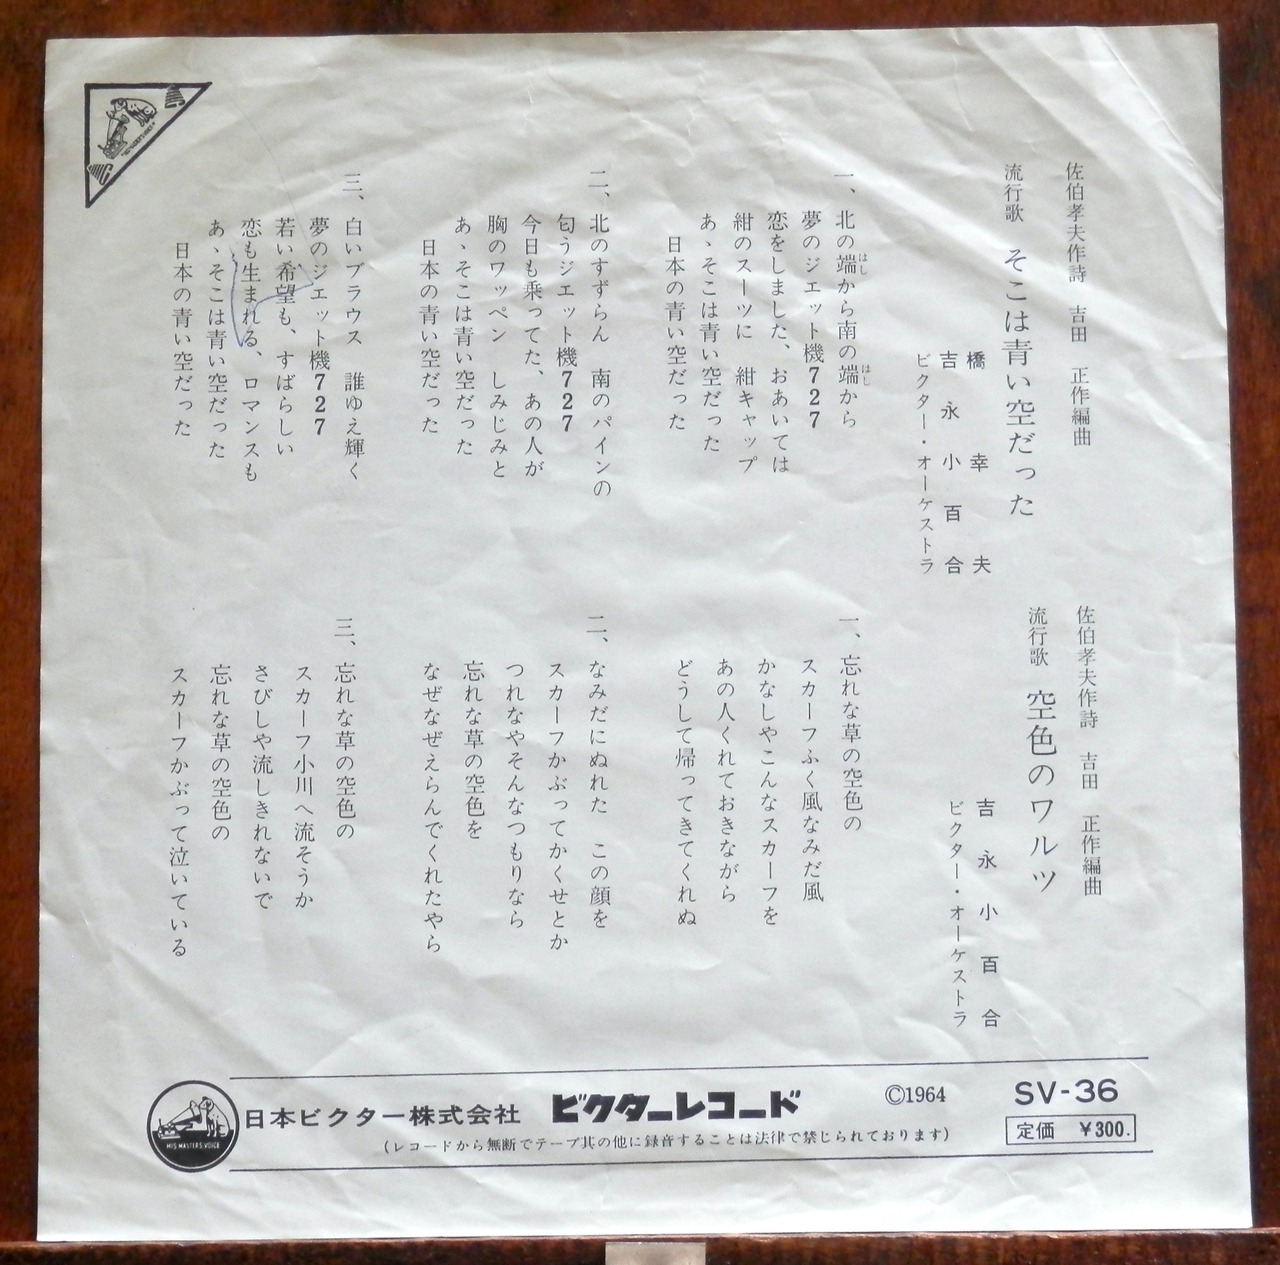 佐伯孝夫作詩　吉田　正作編曲
流行歌　そこは青い空だった
橋幸夫
吉永小百合
ビクター・オーケストラ
一、北の端から南の端から
はし
はし
夢のジェット機727
恋をしました、おあいては
紺のスーツに　紺キャップ
あゝそこは青い空だった
日本の青い空だった
二、北のすずらん　南のパインの
匂うジェット機727
今日も乗ってた、あの人が
胸のワッペン　しみじみと
あゝそこは青い空だった
日本の青い空だった
三、白いブラウス　誰ゆえ輝く
夢のジェット機727
若い希望も、すばらしい
恋も生まれる、ロマンスも
あゝそこは青い空だった
日本の青い空だった
佐伯孝夫作詩　吉田　正作編曲
流行歌　空色のワルツ
吉永小百合
ビクター・オーケストラ
一、忘れな草の空色の
スカーフふく風なみだ風
かなしやこんなスカーフを
あの人くれておきながら
どうして帰ってきてくれぬ
二、なみだにぬれた　この顔を
スカーフかぶってかくせとか
つれなやそんなつもりなら
忘れな草の空色を
なぜなぜえらんでくれたやら
三、忘れな草の空色の
スカーフ小川へ流そうか
さびしや流しきれないで
忘れな草の空色の
スカーフかぶって泣いている
HIS MASTER'S VOICE
日本ビクター株式会社　ビクターレコード　©1964　SV-36
(レコードから無断でテープ其の他に録音することは法律で禁じられております)
定価　¥300.